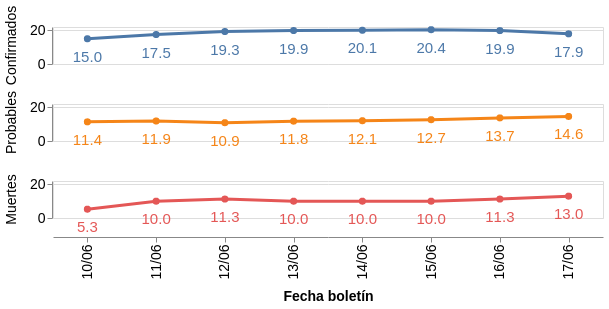 Confirmados
20
0
15.0 17.5 19.3 19.9 20.1 20.4 19.9 17.9
Probables
20
0
11.4 11.9 10.9 11.8 12.1 12.7 13.7 14.6
Muertes
20
0
5.3 10.0 11.3 10.0 10.0 10.0 11.3 13.0
10/06 11/06 12/06 13/06 14/06 15/06 16/06 17/06
Fecha boletín